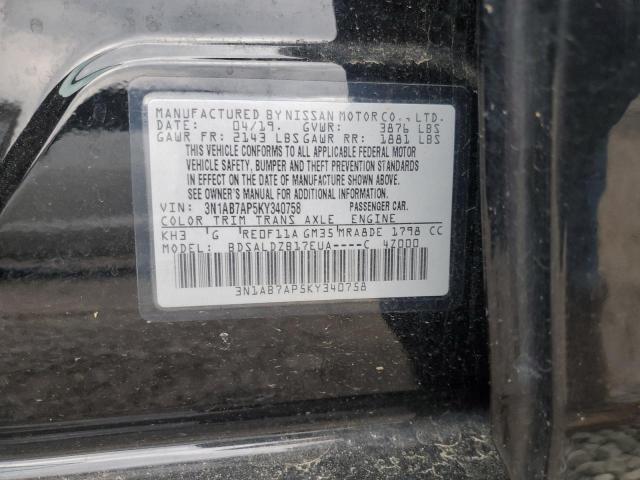 MANUFACTURED BY NISSAN MOTOR CO., LTD.
DATE: 04/19. GVWR: 3876 LBS
GAWR FR: 2143 LBS GAWR RR: 1881 LBS
THIS VEHICLE CONFORMS TO ALL APPLICABLE FEDERAL MOTOR
VEHICLE SAFETY, BUMPER AND THEFT PREVENTION STANDARDS
IN EFFECT ON THE DATE OF MANUFACTURE SHOWN ABOVE.
SEE OWNER'S MANUAL FOR ADDITIONAL INFORMATION.
VIN: 3N1AB7AP5KY340758 PASSENGER CAR.
COLOR TRIM TRANS AXLE ENGINE
KH3 G RE0F11A GM35 MRA8DE 1798 CC
MODEL: BDSALDZB17EUA----C 4Z000
3N1AB7AP5KY340758